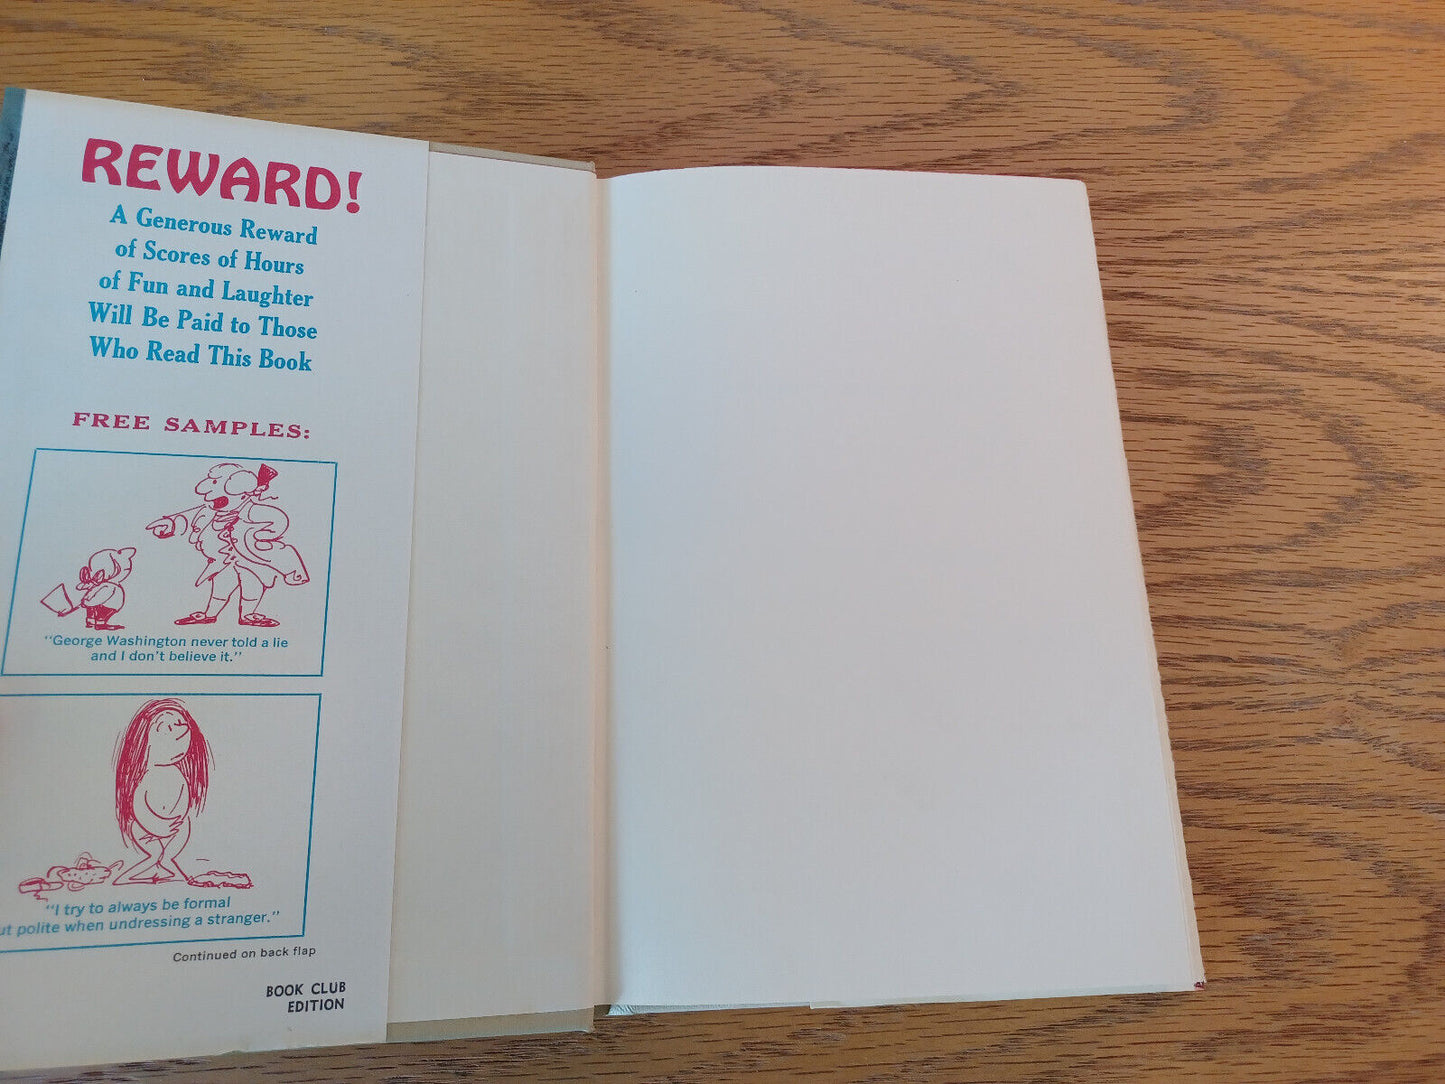 REWARD!
A Generous Reward
of Scores of Hours
of Fun and Laughter
Will Be Paid to Those
Who Read This Book
FREE SAMPLES:
"George Washington never told a lie
and I don't believe it."
"I try to always be formal
ut polite when undressing a stranger."
Continued on back flap
BOOK CLUB
EDITION